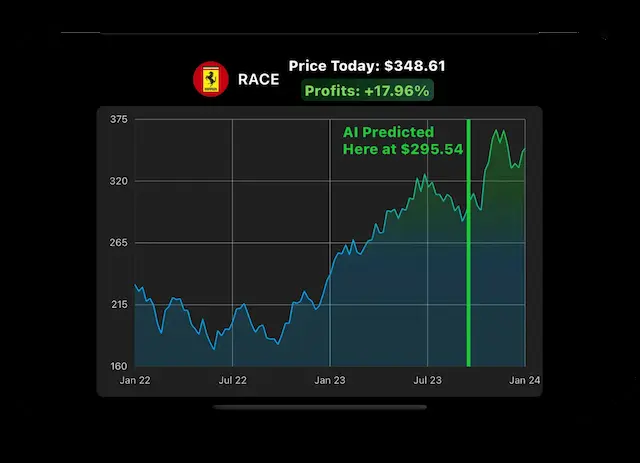 Price Today: $348.61
RACE
Profits: +17.96%
375
AI Predicted
Here at $295.54
320
265
215
160
Jan 22 Jul 22 Jan 23 Jul 23 Jan 24